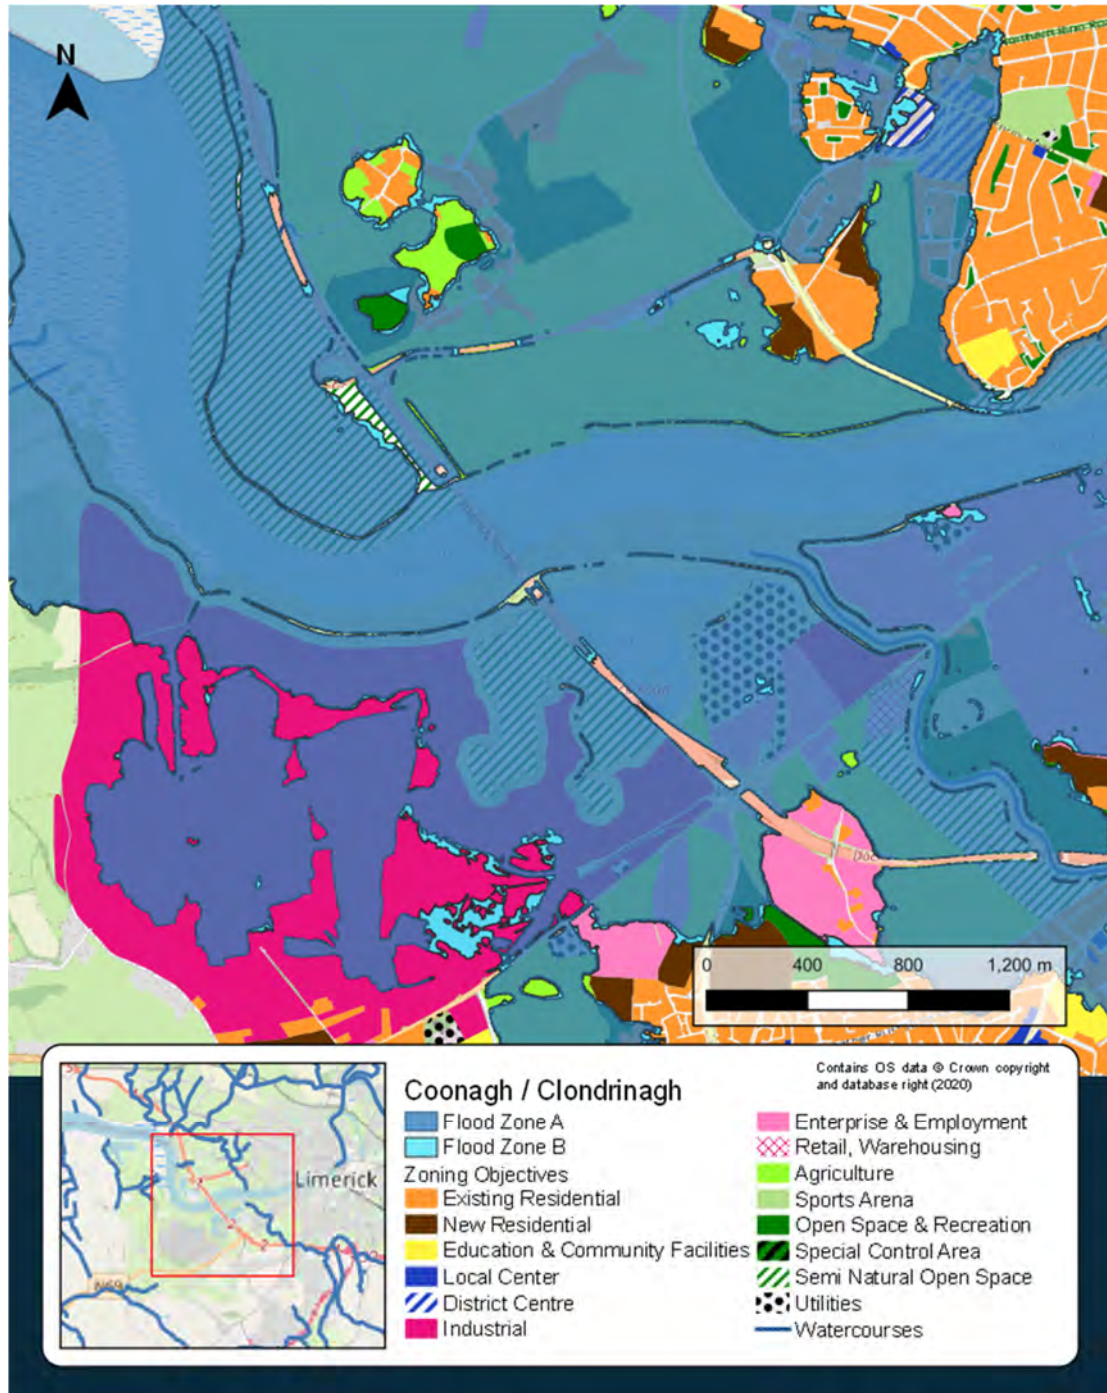 N
0 400 800 1,200 m
Contains OS data © Crown copyright
and database right (2020)
Coonagh / Clondrinagh
Flood Zone A
Flood Zone B
Zoning Objectives
Existing Residential
New Residential
Education & Community Facilities
Local Center
District Centre
Industrial
Enterprise & Employment
Retail, Warehousing
Agriculture
Sports Arena
Open Space & Recreation
Special Control Area
Semi Natural Open Space
Utilities
Watercourses
Limerick
N69